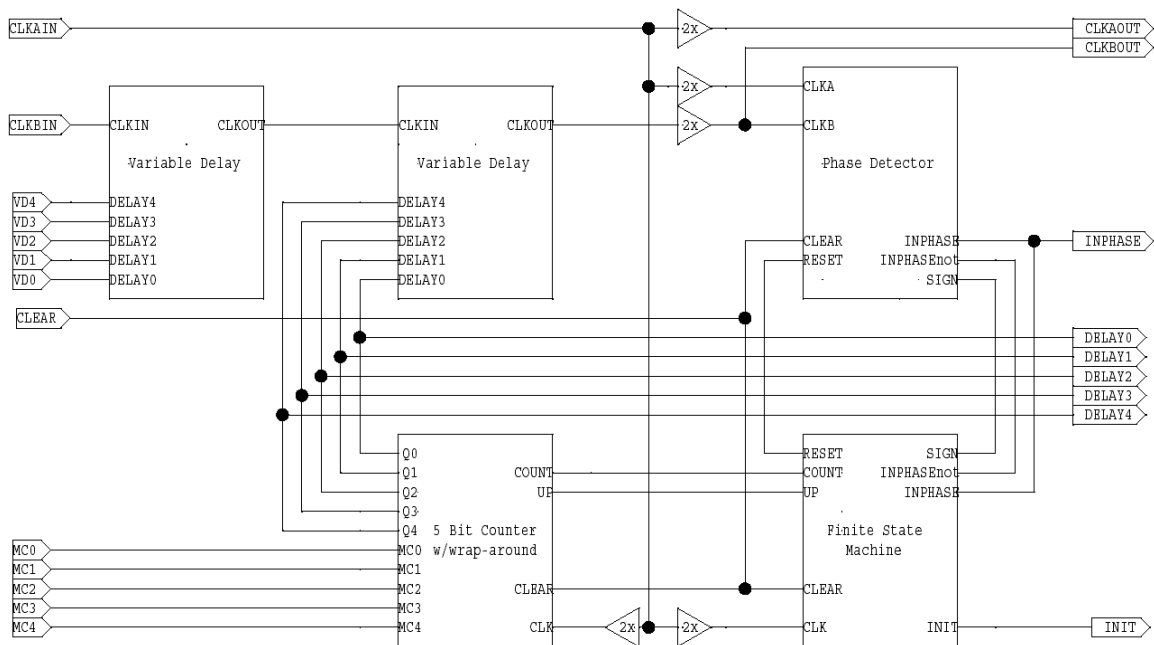 CLKAIN 2x CLKAOUT
CLKBOUT
2x CLKA
CLKBIN CLKIN CLKOUT CLKIN CLKOUT 2x CLKB
Variable Delay Variable Delay Phase Detector
VD4 DELAY4 DELAY4
VD3 DELAY3 DELAY3
VD2 DELAY2 DELAY2 CLEAR INPHASE INPHASE
VD1 DELAY1 DELAY1 RESET INPHASEnot
VD0 DELAY0 DELAY0 SIGN
CLEAR
DELAY0
DELAY1
DELAY2
DELAY3
DELAY4
Q0 RESET SIGN
Q1 COUNT COUNT INPHASEnot
Q2 UP UP INPHASE
Q3
Q4 5 Bit Counter Finite State
MC0 w/wrap-around Machine
MC1
MC2 CLEAR CLEAR
MC3
MC4 CLK 2x 2x CLK INIT INIT
MC0
MC1
MC2
MC3
MC4